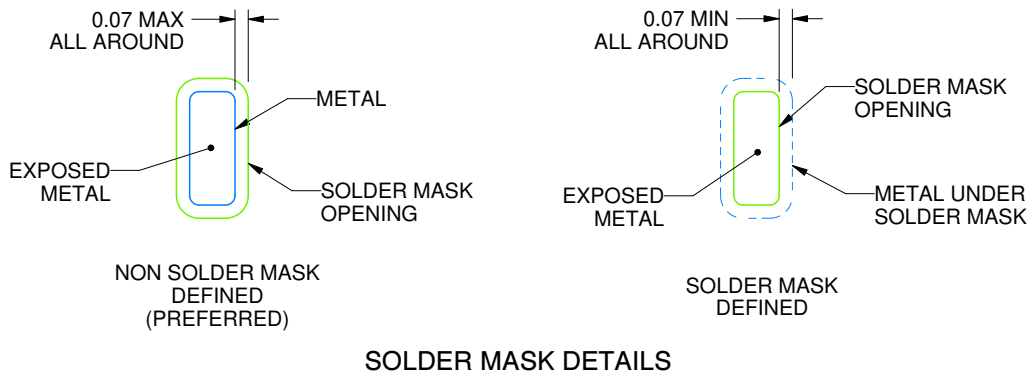 0.07 MAX
ALL AROUND
METAL
EXPOSED
METAL
SOLDER MASK
OPENING
NON SOLDER MASK
DEFINED
(PREFERRED)
0.07 MIN
ALL AROUND
SOLDER MASK
OPENING
EXPOSED
METAL
METAL UNDER
SOLDER MASK
SOLDER MASK
DEFINED
SOLDER MASK DETAILS